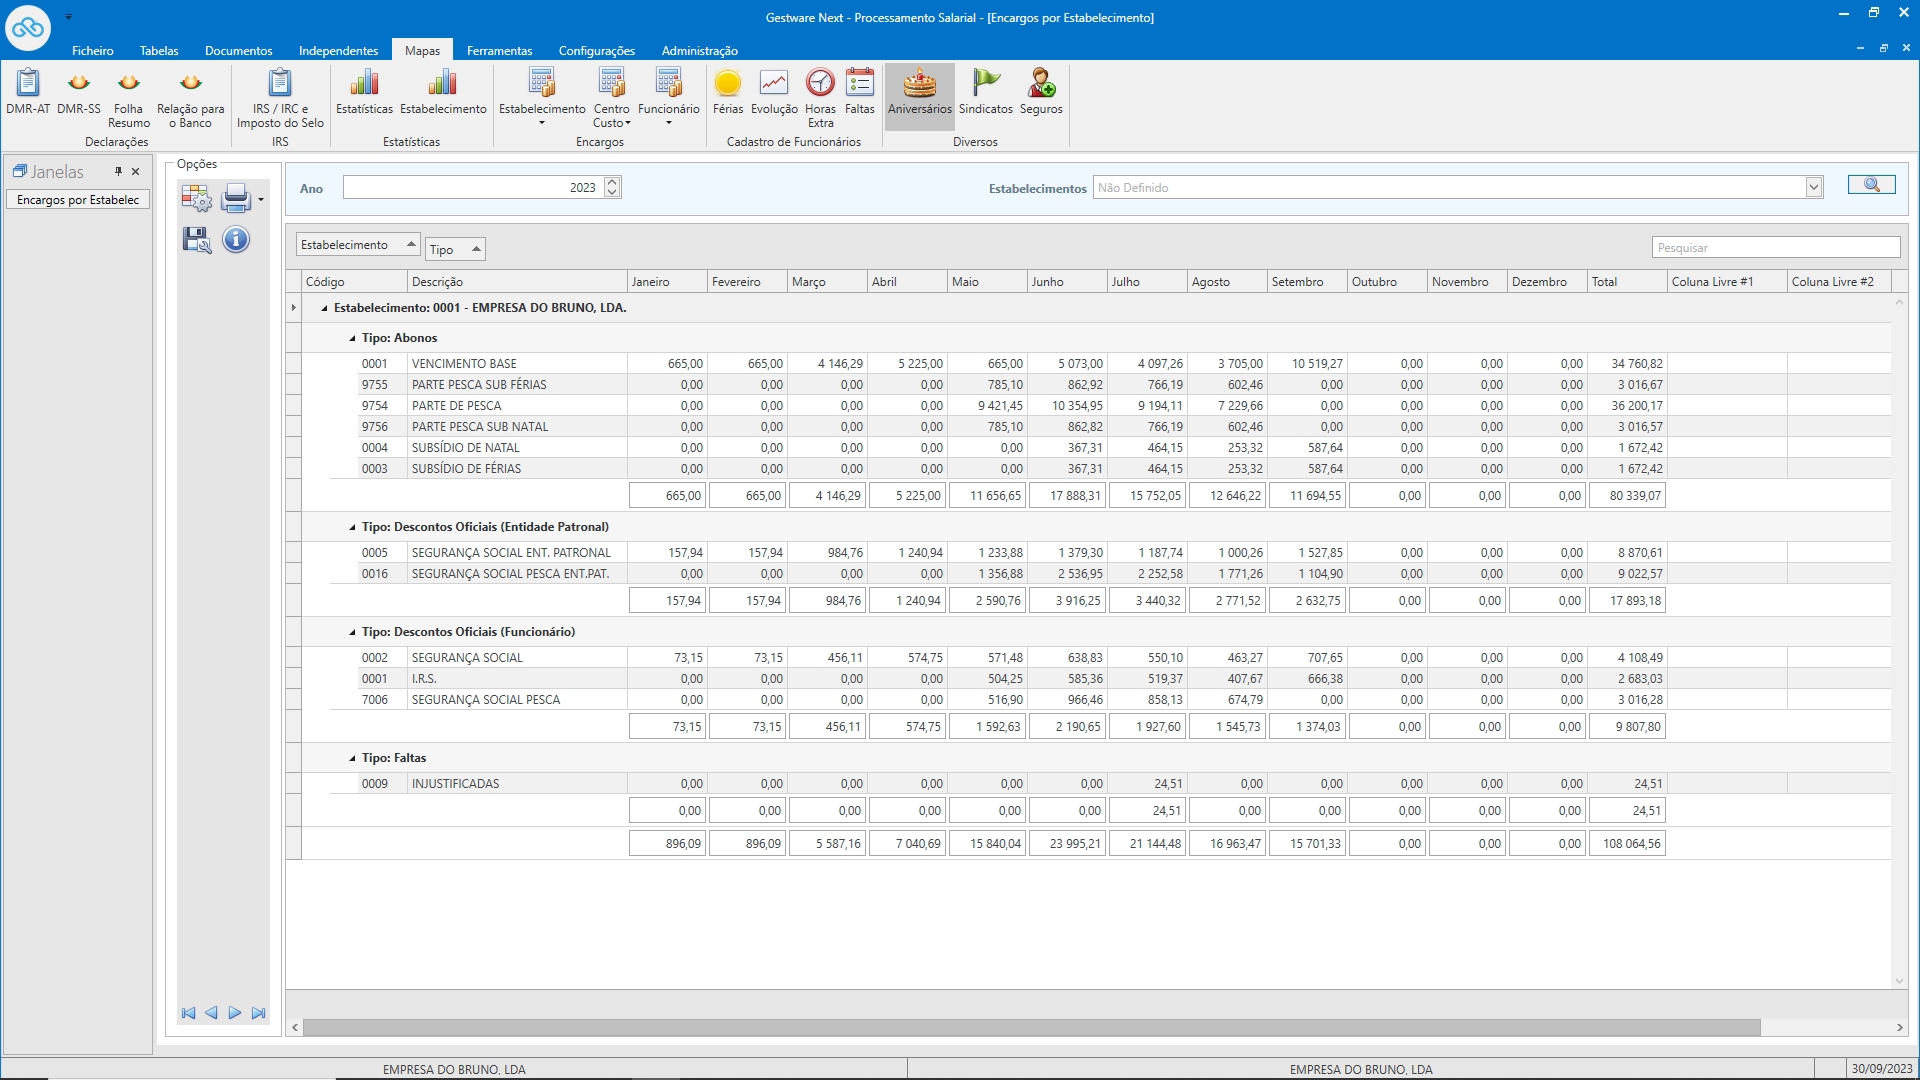 Gestware Next - Processamento Salarial - [Encargos por Estabelecimento]
Ficheiro Tabelas Documentos Independentes Mapas Ferramentas Configurações Administração
DMR-AT DMR-SS Folha Resumo Relação para o Banco
Declarações
IRS / IRC e Imposto do Selo
IRS
Estatísticas Estabelecimento
Estatísticas
Estabelecimento Centro Custo Funcionário
Encargos
Férias Evolução Horas Extra Faltas
Cadastro de Funcionários
Aniversários Sindicatos Seguros
Diversos
Janelas
Encargos por Estabelec
Opções
Ano 2023 Estabelecimentos Não Definido
Estabelecimento Tipo Pesquisar
Código Descrição Janeiro Fevereiro Março Abril Maio Junho Julho Agosto Setembro Outubro Novembro Dezembro Total Coluna Livre #1 Coluna Livre #2
Estabelecimento: 0001 - EMPRESA DO BRUNO, LDA.
Tipo: Abonos
0001 VENCIMENTO BASE 665,00 665,00 4 146,29 5 225,00 665,00 5 073,00 4 097,26 3 705,00 10 519,27 0,00 0,00 0,00 34 760,82
9755 PARTE PESCA SUB FÉRIAS 0,00 0,00 0,00 0,00 785,10 862,92 766,19 602,46 0,00 0,00 0,00 0,00 3 016,67
9754 PARTE DE PESCA 0,00 0,00 0,00 0,00 9 421,45 10 354,95 9 194,11 7 229,66 0,00 0,00 0,00 0,00 36 200,17
9756 PARTE PESCA SUB NATAL 0,00 0,00 0,00 0,00 785,10 862,82 766,19 602,46 0,00 0,00 0,00 0,00 3 016,57
0004 SUBSÍDIO DE NATAL 0,00 0,00 0,00 0,00 0,00 367,31 464,15 253,32 587,64 0,00 0,00 0,00 1 672,42
0003 SUBSÍDIO DE FÉRIAS 0,00 0,00 0,00 0,00 0,00 367,31 464,15 253,32 587,64 0,00 0,00 0,00 1 672,42
665,00 665,00 4 146,29 5 225,00 11 656,65 17 888,31 15 752,05 12 646,22 11 694,55 0,00 0,00 0,00 80 339,07
Tipo: Descontos Oficiais (Entidade Patronal)
0005 SEGURANÇA SOCIAL ENT. PATRONAL 157,94 157,94 984,76 1 240,94 1 233,88 1 379,30 1 187,74 1 000,26 1 527,85 0,00 0,00 0,00 8 870,61
0016 SEGURANÇA SOCIAL PESCA ENT.PAT. 0,00 0,00 0,00 0,00 1 356,88 2 536,95 2 252,58 1 771,26 1 104,90 0,00 0,00 0,00 9 022,57
157,94 157,94 984,76 1 240,94 2 590,76 3 916,25 3 440,32 2 771,52 2 632,75 0,00 0,00 0,00 17 893,18
Tipo: Descontos Oficiais (Funcionário)
0002 SEGURANÇA SOCIAL 73,15 73,15 456,11 574,75 571,48 638,83 550,10 463,27 707,65 0,00 0,00 0,00 4 108,49
0001 I.R.S. 0,00 0,00 0,00 0,00 504,25 585,36 519,37 407,67 666,38 0,00 0,00 0,00 2 683,03
7006 SEGURANÇA SOCIAL PESCA 0,00 0,00 0,00 0,00 516,90 966,46 858,13 674,79 0,00 0,00 0,00 0,00 3 016,28
73,15 73,15 456,11 574,75 1 592,63 2 190,65 1 927,60 1 545,73 1 374,03 0,00 0,00 0,00 9 807,80
Tipo: Faltas
0009 INJUSTIFICADAS 0,00 0,00 0,00 0,00 0,00 0,00 24,51 0,00 0,00 0,00 0,00 0,00 24,51
0,00 0,00 0,00 0,00 0,00 0,00 24,51 0,00 0,00 0,00 0,00 0,00 24,51
896,09 896,09 5 587,16 7 040,69 15 840,04 23 995,21 21 144,48 16 963,47 15 701,33 0,00 0,00 0,00 108 064,56
EMPRESA DO BRUNO, LDA EMPRESA DO BRUNO, LDA 30/09/2023